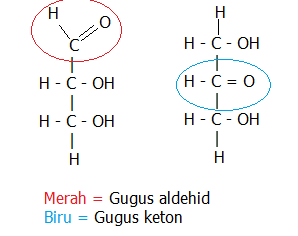 H O H
C H - C - OH
H - C - OH H - C = O
H - C - OH H - C - OH
H H
Merah = Gugus aldehid
Biru = Gugus keton